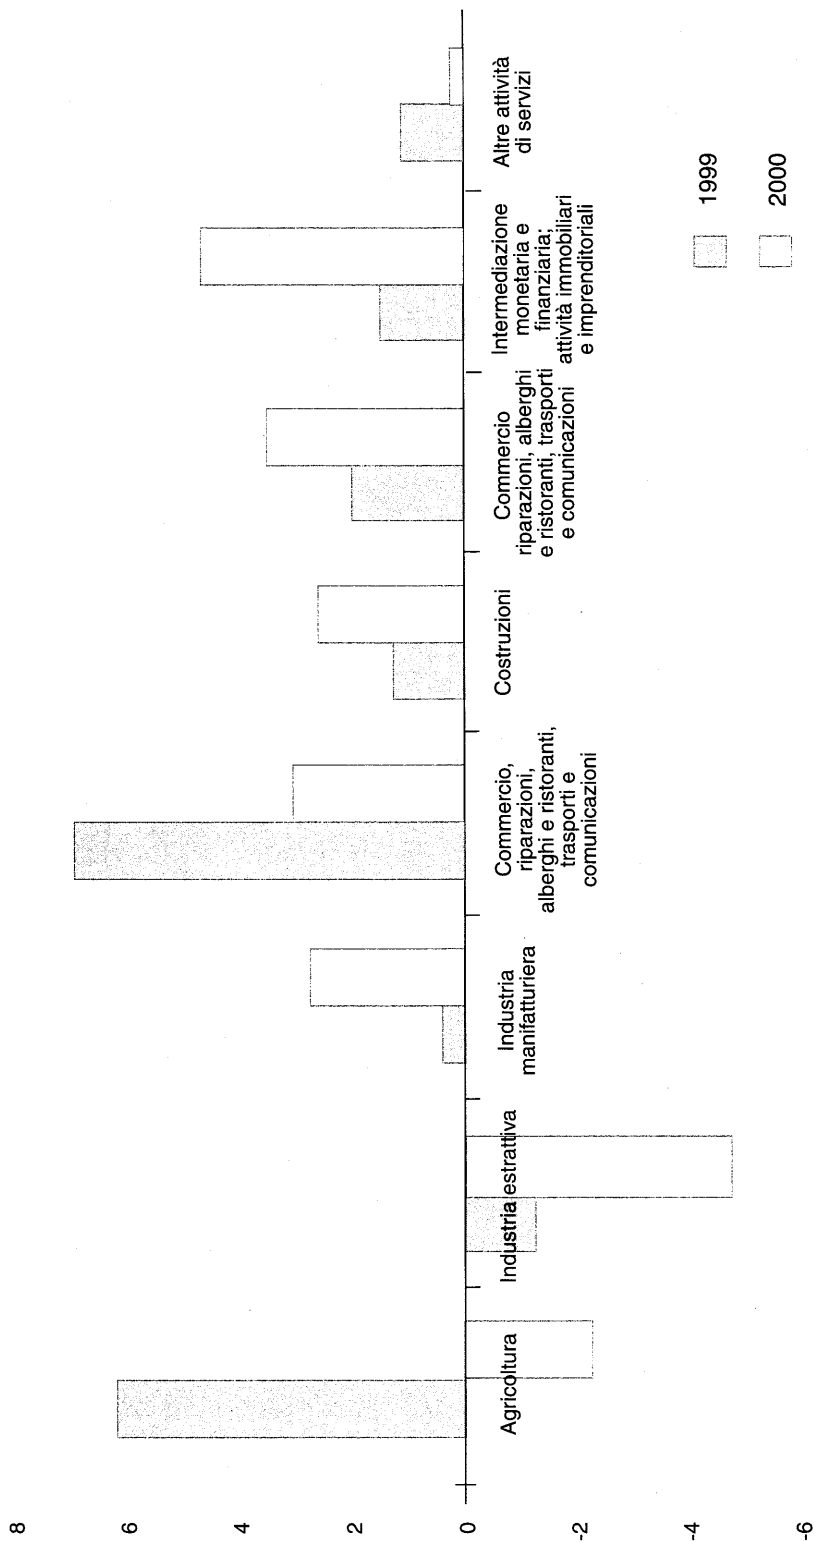 8
6
4
2
0
-2
-4
-6
Agricoltura
Industria estrattiva
Industria
manifatturiera
Commercio,
riparazioni,
alberghi e ristoranti,
trasporti e
comunicazioni
Costruzioni
Commercio
riparazioni, alberghi
e ristoranti, trasporti
e comunicazioni
Intermediazione
monetaria e
finanziaria;
attività immobiliari
e imprenditoriali
Altre attività
di servizi
1999
2000